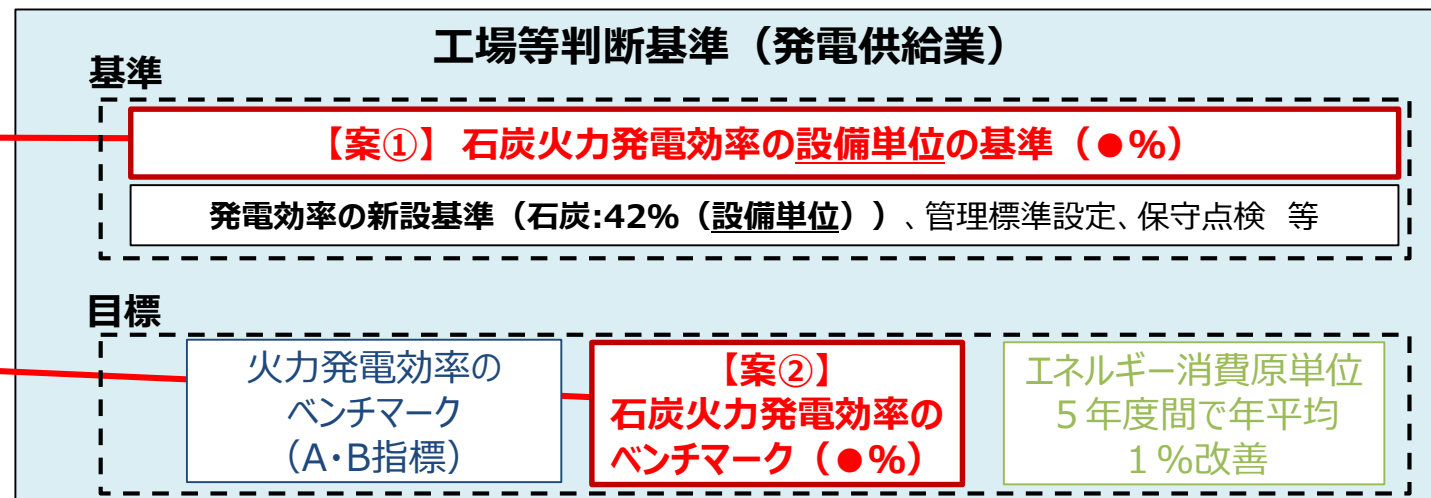 工場等判断基準（発電供給業）
基準
【案①】 石炭火力発電効率の設備単位の基準（●％）
発電効率の新設基準（石炭:42%（設備単位））、管理標準設定、保守点検 等
目標
火力発電効率の
ベンチマーク
（A・B指標）
【案②】
石炭火力発電効率の
ベンチマーク（●％）
エネルギー消費原単位
５年度間で年平均
１％改善